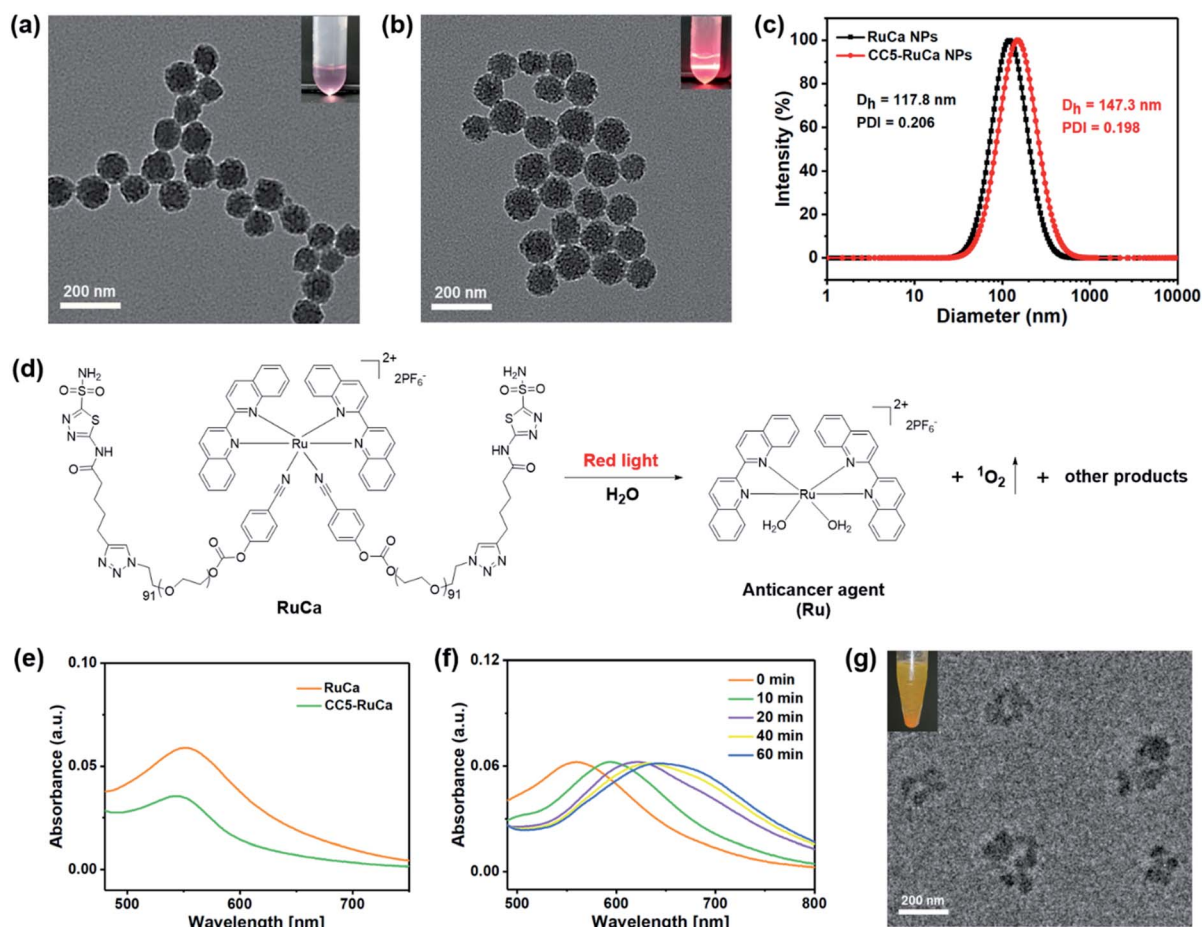 (a)
200 nm
(b)
200 nm
(c)
RuCa NPs
CC5-RuCa NPs
Dh = 117.8 nm
PDI = 0.206
Dh = 147.3 nm
PDI = 0.198
100
80
60
40
20
0
Intensity (%)
1 10 100 1000 10000
Diameter (nm)
(d)
NH2
O=S=O
N S
N
NH
O
N
N=N
91
O
O
O
O
2+
2PF6-
N N
N Ru N
N N
H2N
O=S=O
S N
N
HN
O
O
O
O
O
91
N
N=N
RuCa
Red light
H2O
2+
2PF6-
N N
N Ru N
H2O OH2
Anticancer agent
(Ru)
+ 1O2 + other products
(e)
0.10
0.05
0.00
Absorbance (a.u.)
RuCa
CC5-RuCa
500 600 700
Wavelength [nm]
(f)
0.12
0.06
0.00
Absorbance (a.u.)
0 min
10 min
20 min
40 min
60 min
500 600 700 800
Wavelength [nm]
(g)
200 nm